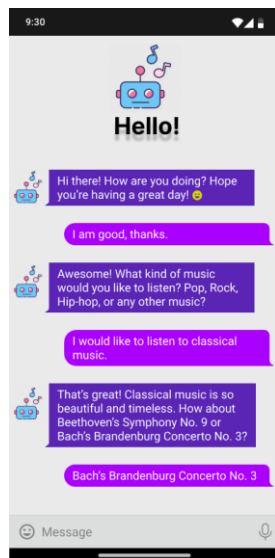 9:30
Hello!
Hi there! How are you doing? Hope
you're having a great day! 😄
I am good, thanks.
Awesome! What kind of music
would you like to listen? Pop, Rock,
Hip-hop, or any other music?
I would like to listen to classical
music.
That's great! Classical music is so
beautiful and timeless. How about
Beethoven's Symphony No. 9 or
Bach's Brandenburg Concerto No. 3?
Bach's Brandenburg Concerto No. 3
Message